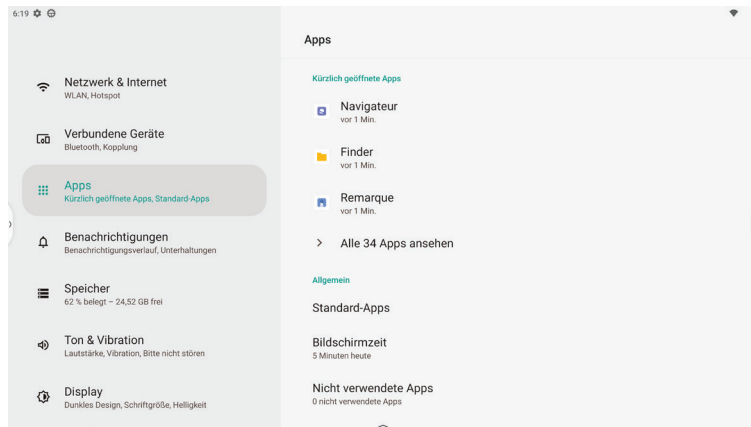 6:19
Netzwerk & Internet
WLAN, Hotspot
Verbundene Geräte
Bluetooth, Kopplung
Apps
Kürzlich geöffnete Apps, Standard-Apps
Benachrichtigungen
Benachrichtigungsverlauf, Unterhaltungen
Speicher
62 % belegt – 24,52 GB frei
Ton & Vibration
Lautstärke, Vibration, Bitte nicht stören
Display
Dunkles Design, Schriftgröße, Helligkeit
Apps
Kürzlich geöffnete Apps
Navigateur
vor 1 Min.
Finder
vor 1 Min.
Remarque
vor 1 Min.
Alle 34 Apps ansehen
Allgemein
Standard-Apps
Bildschirmzeit
5 Minuten heute
Nicht verwendete Apps
0 nicht verwendete Apps